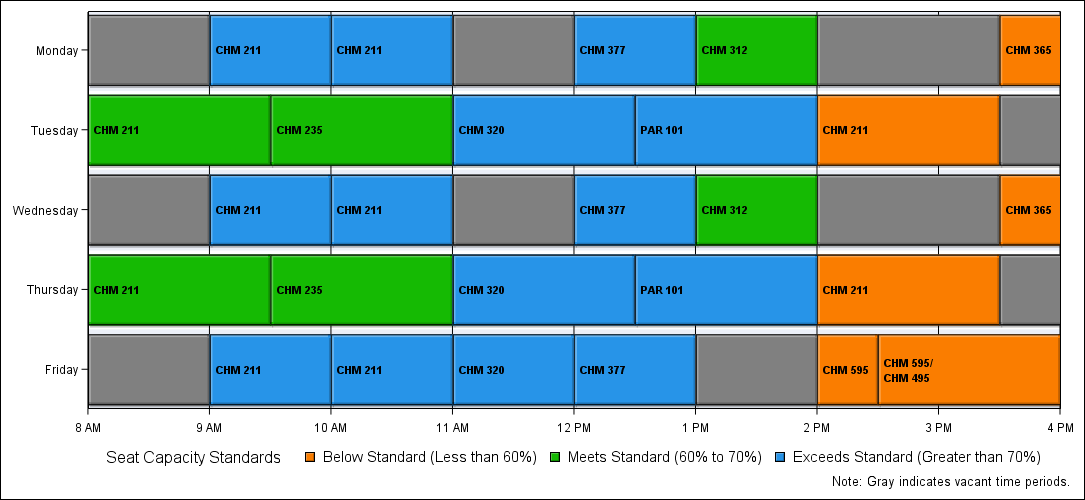 Monday
CHM 211
CHM 211
CHM 377
CHM 312
CHM 365
Tuesday
CHM 211
CHM 235
CHM 320
PAR 101
CHM 211
Wednesday
CHM 211
CHM 211
CHM 377
CHM 312
CHM 365
Thursday
CHM 211
CHM 235
CHM 320
PAR 101
CHM 211
Friday
CHM 211
CHM 211
CHM 320
CHM 377
CHM 595
CHM 595/
CHM 495
8 AM 9 AM 10 AM 11 AM 12 PM 1 PM 2 PM 3 PM 4 PM
Seat Capacity Standards Below Standard (Less than 60%) Meets Standard (60% to 70%) Exceeds Standard (Greater than 70%)
Note: Gray indicates vacant time periods.